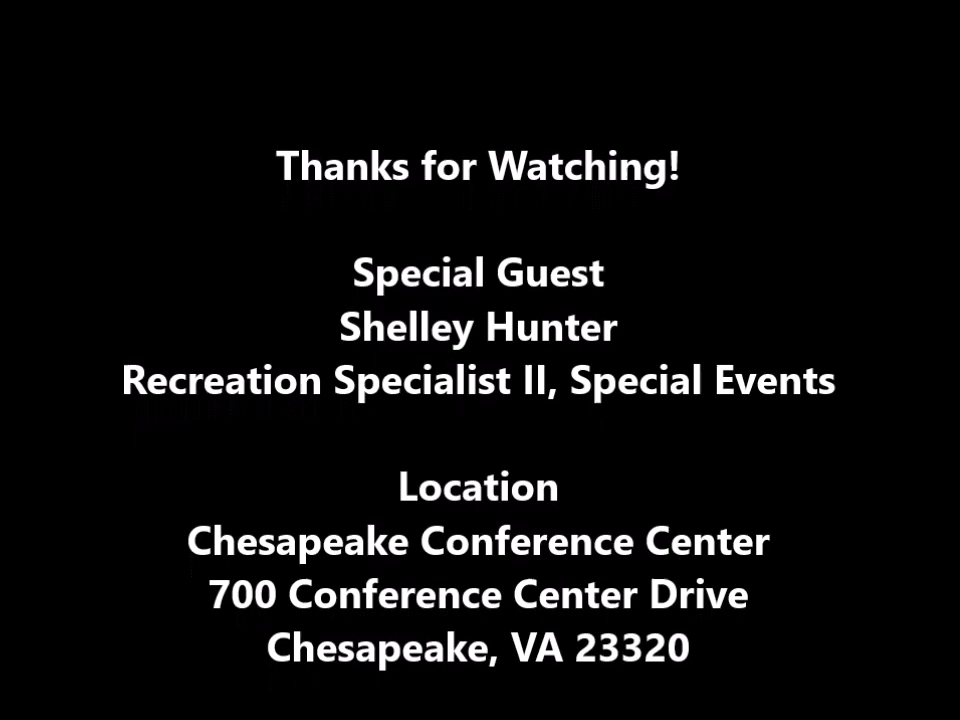 Thanks for Watching!
Special Guest
Shelley Hunter
Recreation Specialist II, Special Events
Location
Chesapeake Conference Center
700 Conference Center Drive
Chesapeake, VA 23320